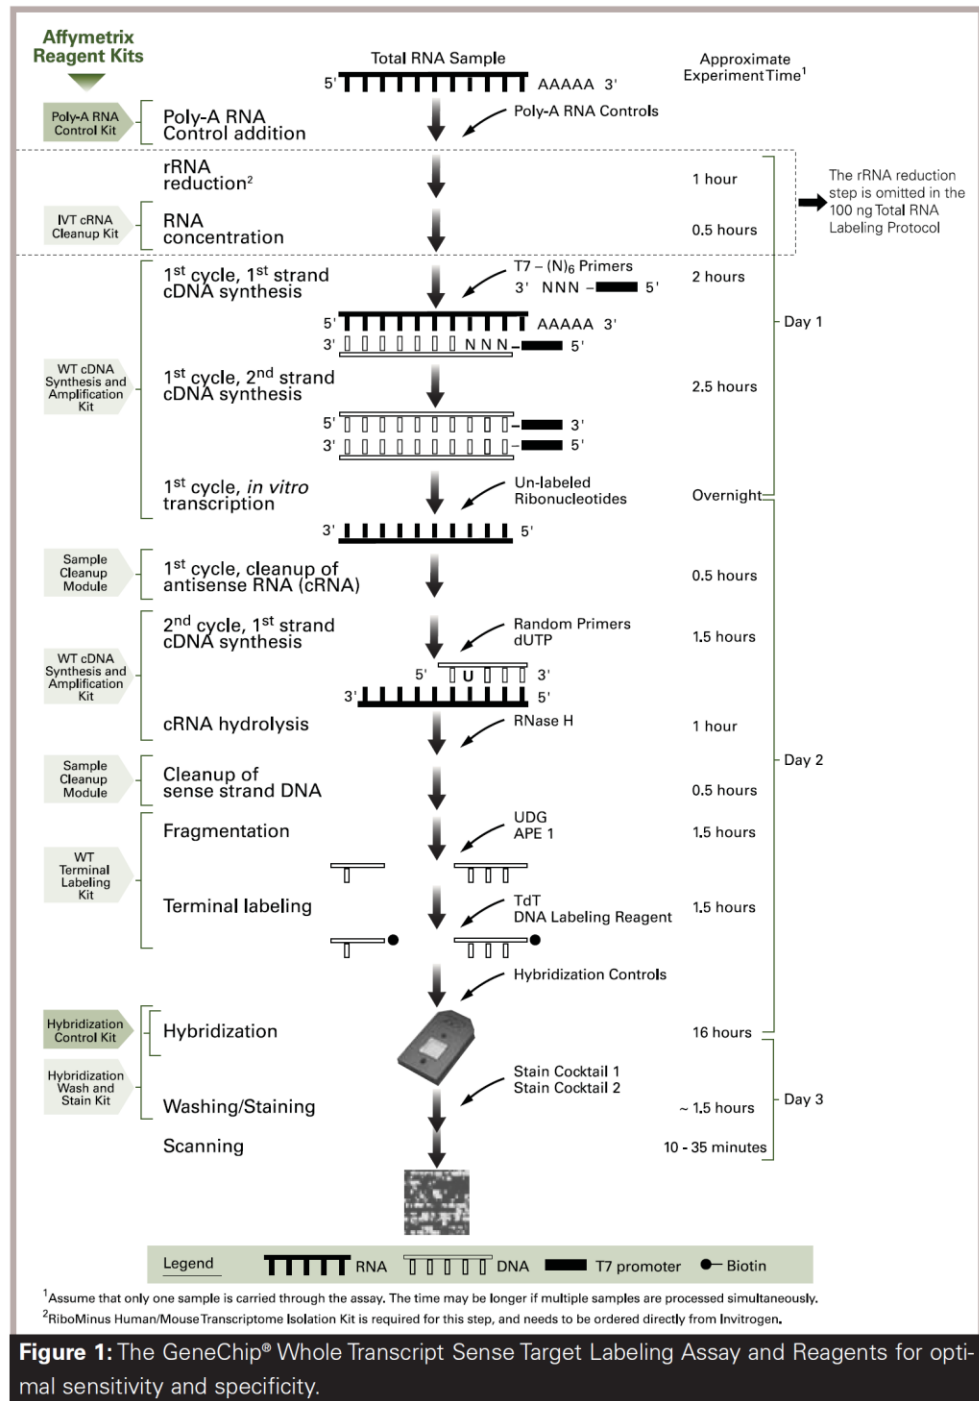 Affymetrix
Reagent Kits
Total RNA Sample
Approximate
Experiment Time¹
5' AAAAA 3'
Poly-A RNA
Control Kit
Poly-A RNA
Control addition
Poly-A RNA Controls
rRNA
reduction²
1 hour
The rRNA reduction
step is omitted in the
100 ng Total RNA
Labeling Protocol
IVT cRNA
Cleanup Kit
RNA
concentration
0.5 hours
1st cycle, 1st strand
cDNA synthesis
T7 – (N)6 Primers
3' NNN – 5'
2 hours
Day 1
5' AAAAA 3'
3' N N N – 5'
WT cDNA
Synthesis and
Amplification
Kit
1st cycle, 2nd strand
cDNA synthesis
2.5 hours
5' – 3'
3' – 5'
1st cycle, in vitro
transcription
Un-labeled
Ribonucleotides
Overnight
3' 5'
Sample
Cleanup
Module
1st cycle, cleanup of
antisense RNA (cRNA)
0.5 hours
2nd cycle, 1st strand
cDNA synthesis
Random Primers
dUTP
1.5 hours
WT cDNA
Synthesis and
Amplification
Kit
5' U 3'
3' 5'
cRNA hydrolysis
RNase H
1 hour
Day 2
Sample
Cleanup
Module
Cleanup of
sense strand DNA
0.5 hours
Fragmentation
UDG
APE 1
1.5 hours
WT
Terminal
Labeling
Kit
Terminal labeling
TdT
DNA Labeling Reagent
1.5 hours
Hybridization Controls
Hybridization
Control Kit
Hybridization
16 hours
Hybridization
Wash and
Stain Kit
Stain Cocktail 1
Stain Cocktail 2
Washing/Staining
~ 1.5 hours
Day 3
Scanning
10 - 35 minutes
Legend RNA DNA T7 promoter Biotin
¹Assume that only one sample is carried through the assay. The time may be longer if multiple samples are processed simultaneously.
²RiboMinus Human/Mouse Transcriptome Isolation Kit is required for this step, and needs to be ordered directly from Invitrogen.
Figure 1: The GeneChip® Whole Transcript Sense Target Labeling Assay and Reagents for opti-
mal sensitivity and specificity.